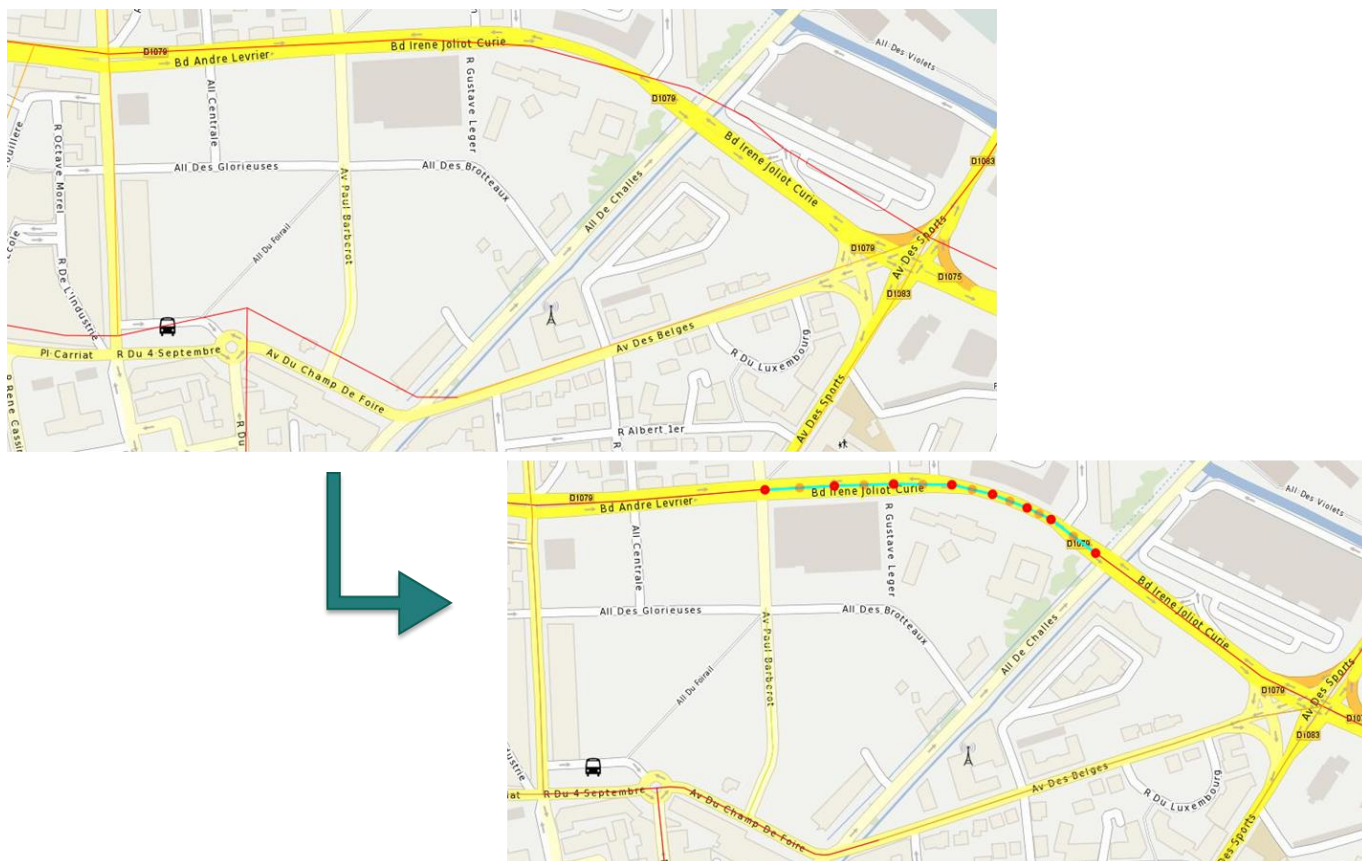 All Des Violets
Bd Irene Joliot Curie
D1079
Bd Andre Levrier
R Gustave Leger
All Centrale
D1079
R Octave Morel
Bd Irene Joliot Curie
D1083
All Des Glorieuses
All Des Brotteaux
Av Paul Barberot
All De Challes
All Du Foirail
Av Des Sports
D1079
D1075
R De L'Industrie
D1083
Pl Carriat
R Du 4 Septembre
Av Du Champ De Foire
Av Des Belges
R Du Luxembourg
R Rene Cassin
R Du
R Albert 1er
Av Des Sports
D1079
Bd Andre Levrier
Bd Irene Joliot Curie
All Des Violets
R Gustave Leger
All Centrale
D1079
Bd Irene Joliot Curie
All Des Glorieuses
All Des Brotteaux
Av Paul Barberot
All De Challes
All Du Foirail
Av Des Sports
D1079
D107
D1083
ustrie
iat
R Du 4 Septembre
Av Du Champ De Foire
Av Des Belges
R Du Luxembourg
Des Sports